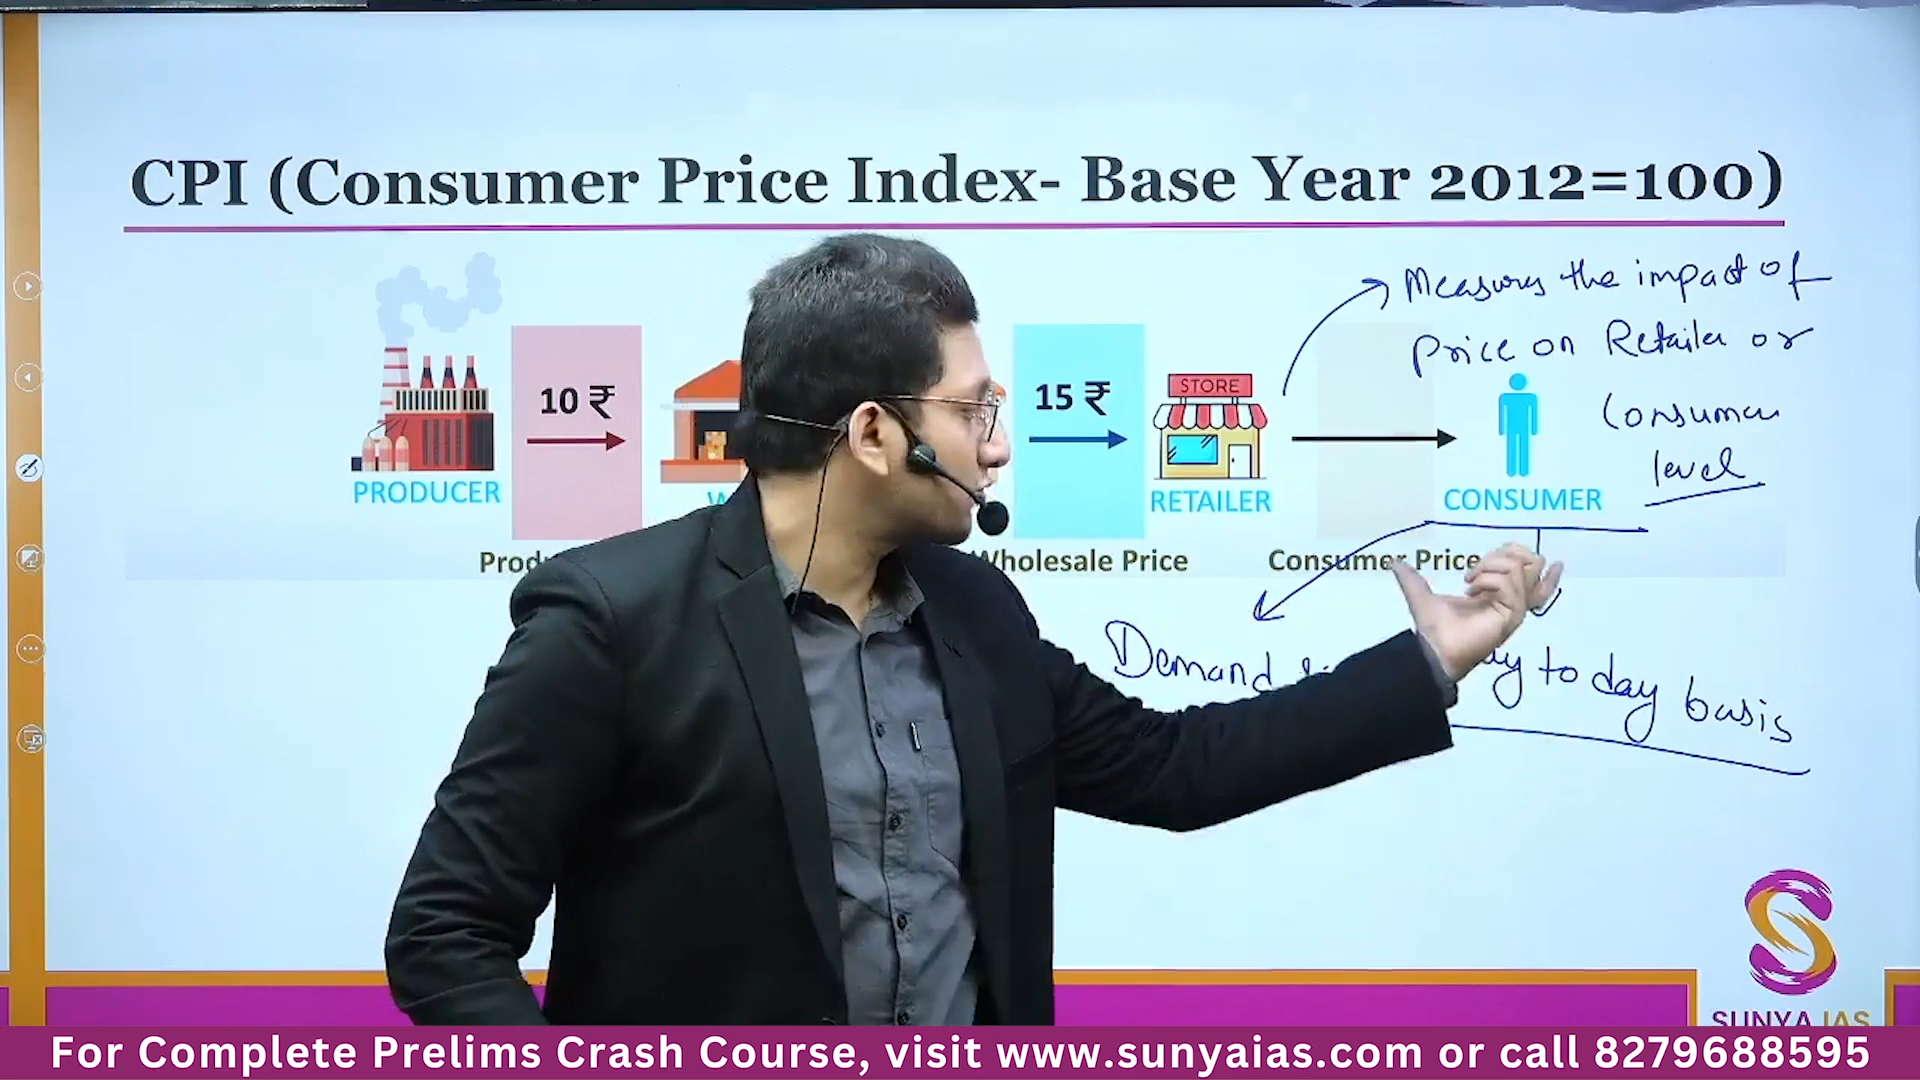 CPI (Consumer Price Index- Base Year 2012=100)
Measures the impact of
Price on Retailer or
Consumer
level
10 ₹
15 ₹
STORE
PRODUCER
RETAILER
CONSUMER
Wholesale Price
Consumer Price
Demand
day to day basis
SUNYA IAS
For Complete Prelims Crash Course, visit www.sunyaias.com or call 8279688595